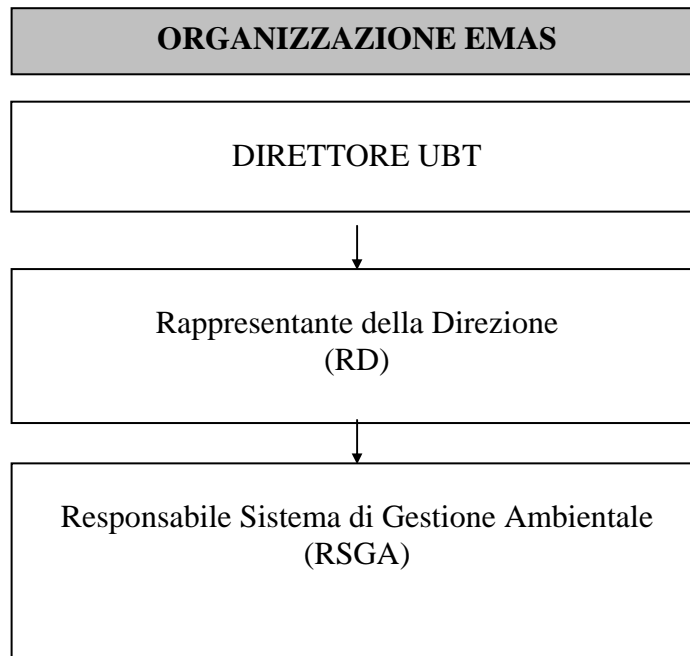 ORGANIZZAZIONE EMAS
DIRETTORE UBT
Rappresentante della Direzione
(RD)
Responsabile Sistema di Gestione Ambientale
(RSGA)